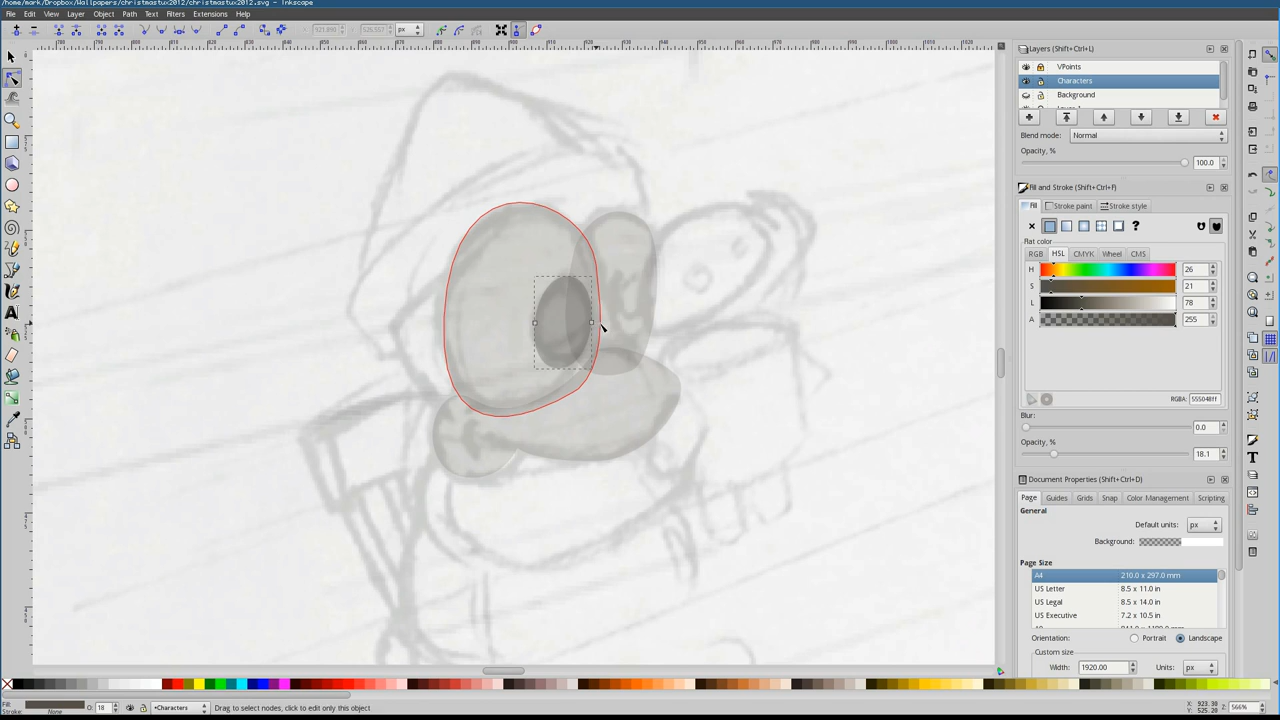 /home/mark/Dropbox/Wallpapers/christmastux2012/christmastux2012.svg - Inkscape
File Edit View Layer Object Path Text Filters Extensions Help
px
Layers (Shift+Ctrl+L)
VPoints
Characters
Background
Blend mode: Normal
Opacity, %
100.0
Fill and Stroke (Shift+Ctrl+F)
Fill Stroke paint Stroke style
?
Flat color
RGB HSL CMYK Wheel CMS
H 26
S 21
L 78
A 255
RGBA: 555048ff
Blur:
0.0
Opacity, %
18.1
Document Properties (Shift+Ctrl+D)
Page Guides Grids Snap Color Management Scripting
General
Default units: px
Background:
Page Size
A4 210.0 x 297.0 mm
US Letter 8.5 x 11.0 in
US Legal 8.5 x 14.0 in
US Executive 7.2 x 10.5 in
Orientation: Portrait Landscape
Custom size
Width: 1920.00 Units: px
Fill:
Stroke: None
O: 18
•Characters
Drag to select nodes, click to edit only this object
X: 923.30
Y: 525.20
Z: 566%